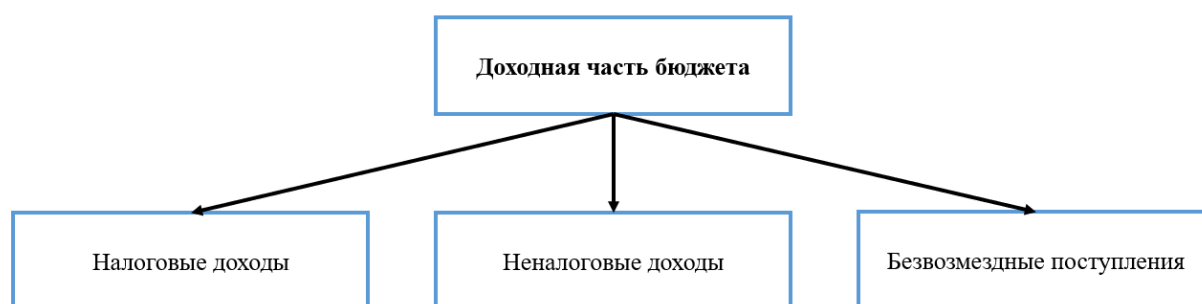 Доходная часть бюджета
Налоговые доходы
Неналоговые доходы
Безвозмездные поступления